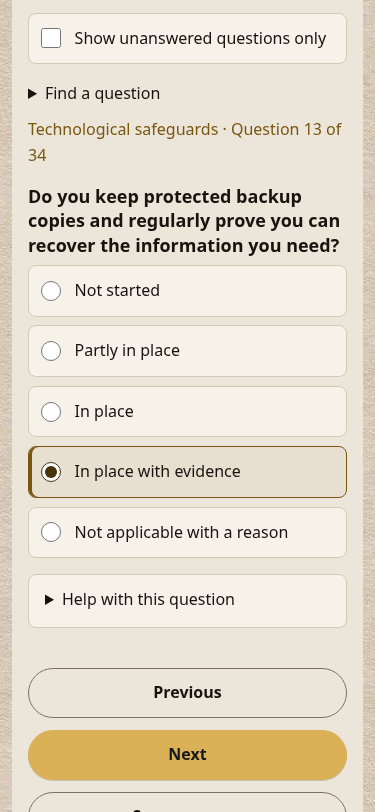 Show unanswered questions only
Find a question
Technological safeguards · Question 13 of
34
Do you keep protected backup
copies and regularly prove you can
recover the information you need?
Not started
Partly in place
In place
In place with evidence
Not applicable with a reason
Help with this question
Previous
Next